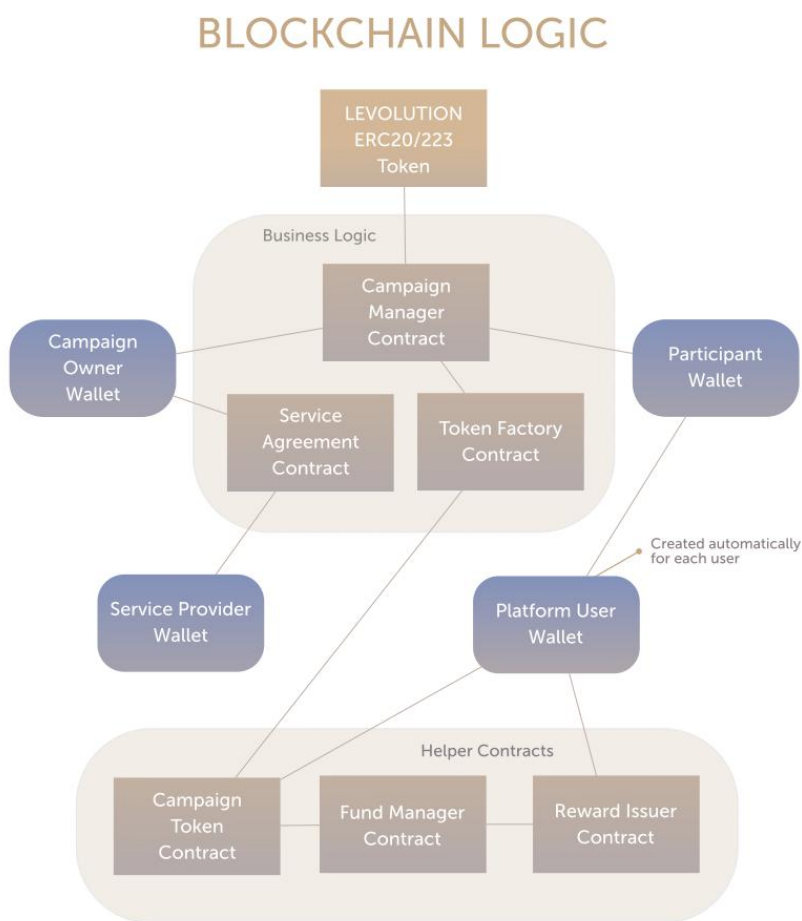 BLOCKCHAIN LOGIC
LEVOLUTION
ERC20/223
Token
Business Logic
Campaign
Manager
Contract
Campaign
Owner
Wallet
Participant
Wallet
Service
Agreement
Contract
Token Factory
Contract
Created automatically
for each user
Service Provider
Wallet
Platform User
Wallet
Helper Contracts
Campaign
Token
Contract
Fund Manager
Contract
Reward Issuer
Contract